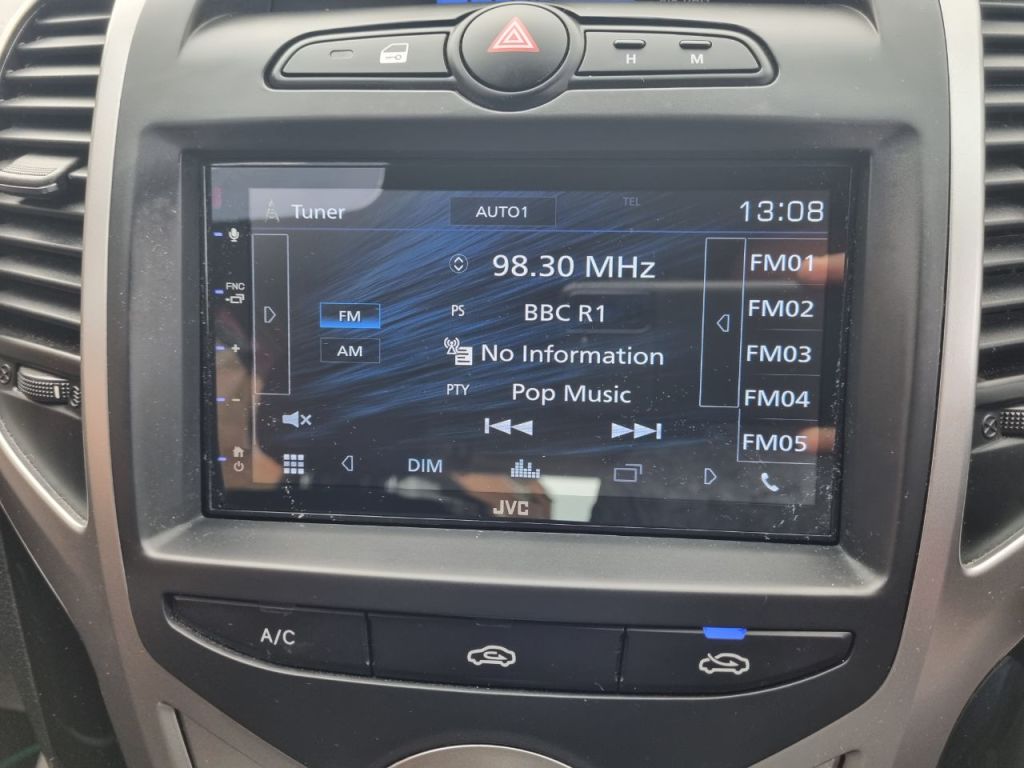 H M
Tuner AUTO1 TEL 13:08
98.30 MHz FM01
FNC
FM PS BBC R1 FM02
AM No Information FM03
PTY Pop Music FM04
FM05
DIM
JVC
A/C